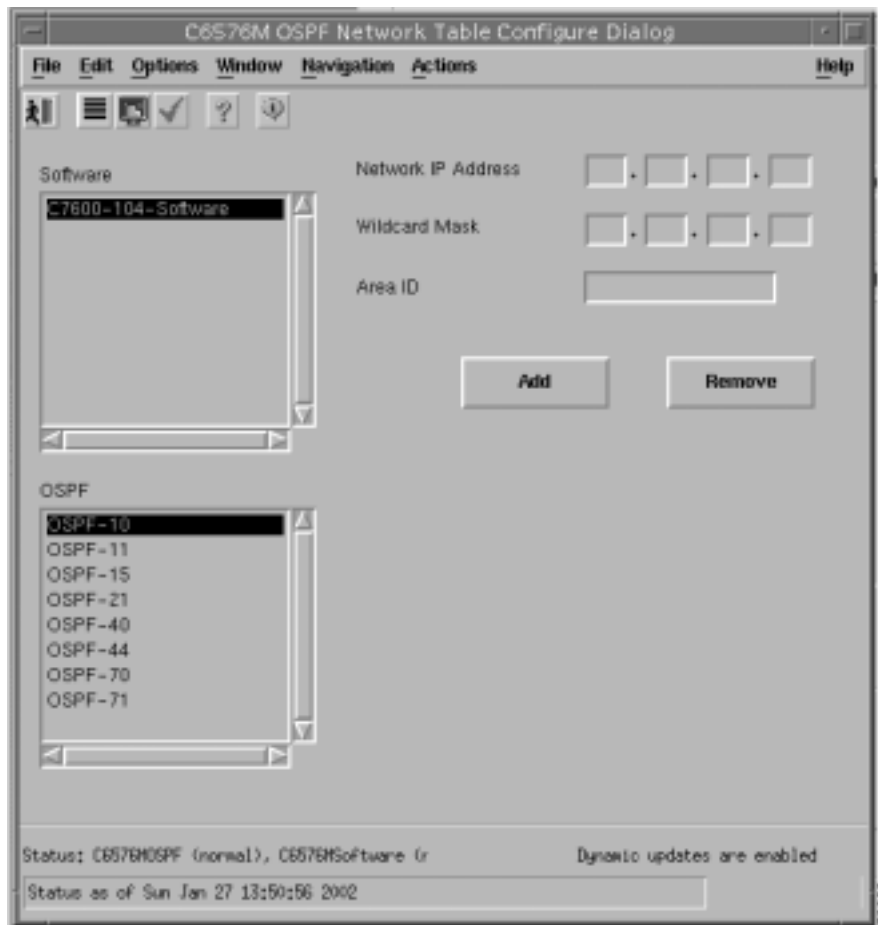 C6576M OSPF Network Table Configure Dialog
File Edit Options Window Navigation Actions Help
Software
C7600-104-Software
Network IP Address
. . .
Wildcard Mask
. . .
Area ID
Add Remove
OSPF
OSPF-10
OSPF-11
OSPF-15
OSPF-21
OSPF-40
OSPF-44
OSPF-70
OSPF-71
Status: C6576MOSPF (normal), C6576MSoftware (r
Dynamic updates are enabled
Status as of Sun Jan 27 13:50:56 2002